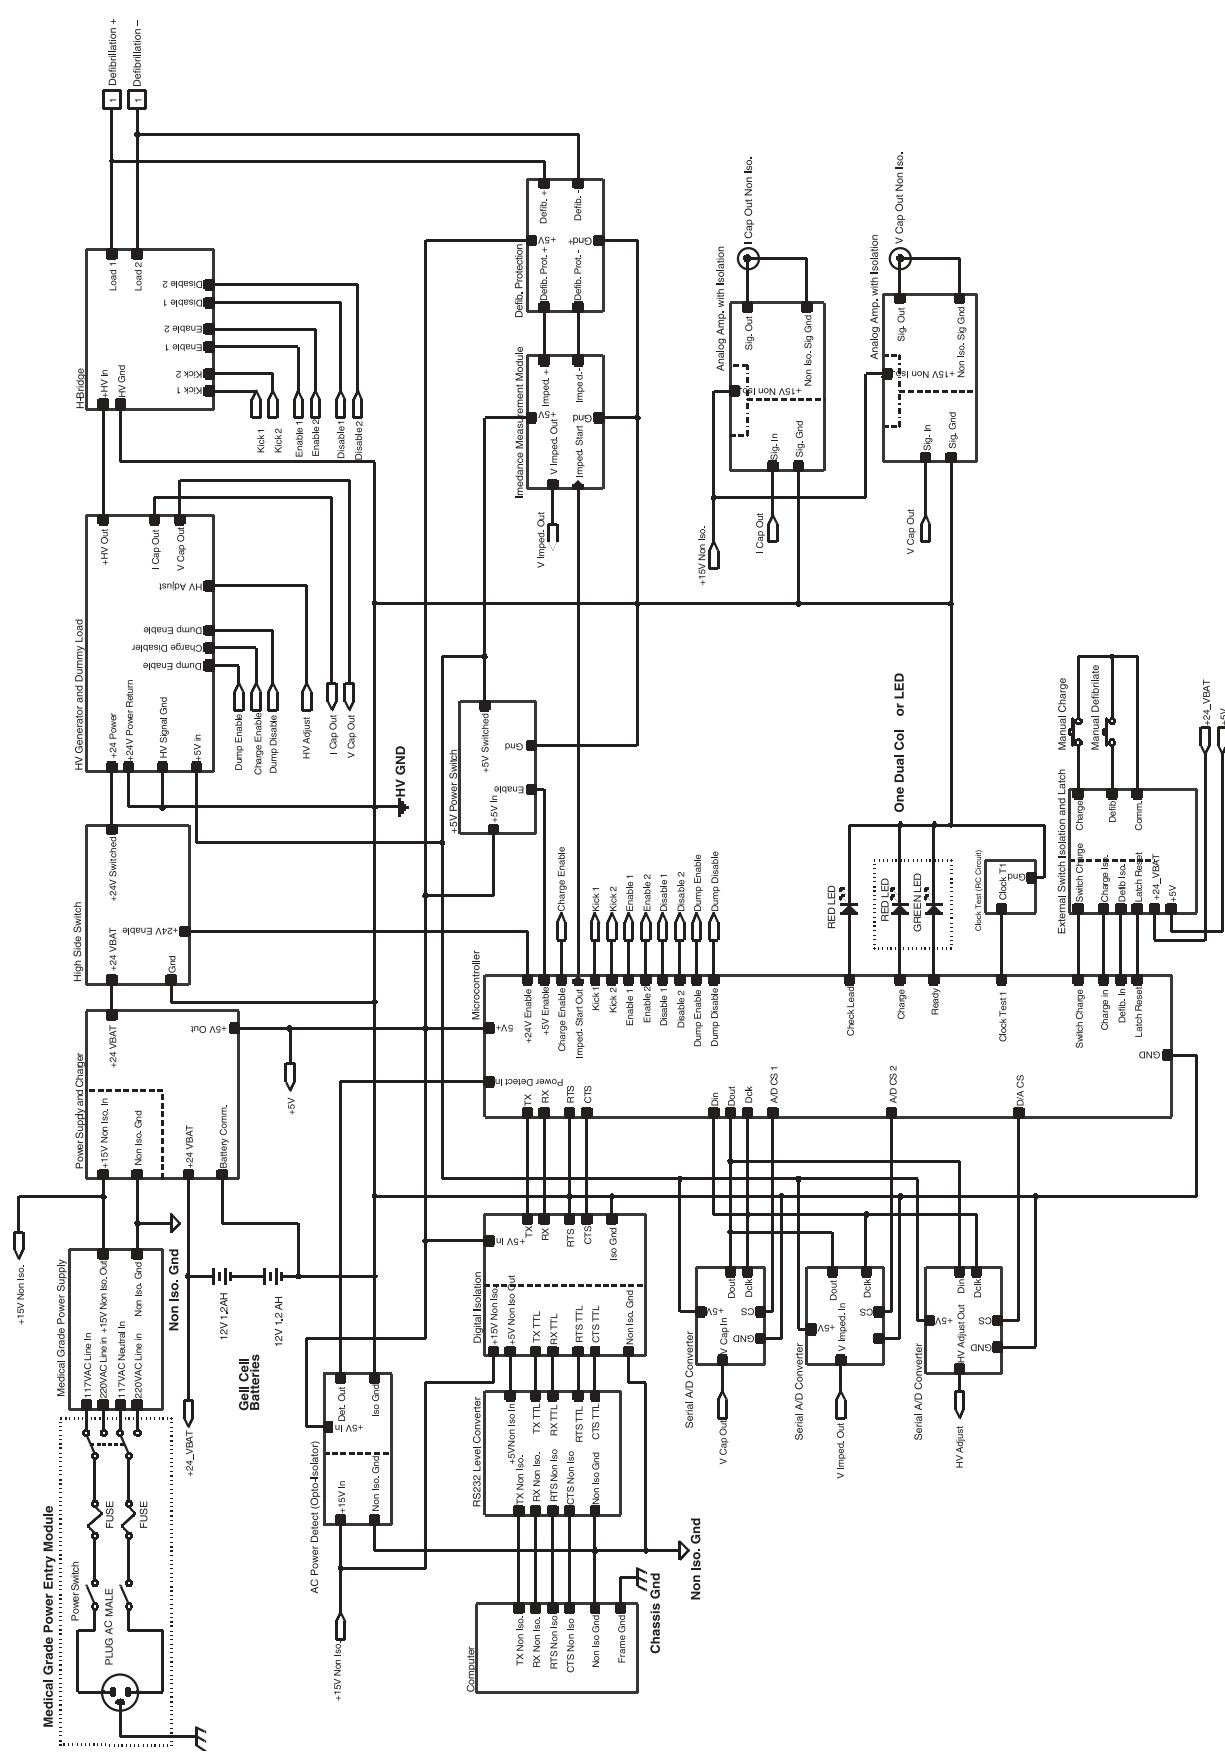 Defibrillation +
Defibrillation –
1
1
H-Bridge
Load 1
Load 2
+HV In
HV Gnd
Disable 2
Disable 1
Enable 2
Enable 1
Kick 2
Kick 1
Kick1
Kick2
Enable1
Enable2
Disable1
Disable2
HV Generator and Dummy Load
+HV Out
I Cap Out
V Cap Out
HV Adjust
Dump Enable
Charge Disabler
Dump Enable
+24 Power
+24V Power Return
HV Signal Gnd
+5V in
Dump Enable
Charge Enable
Dump Disable
HV Adjust
I Cap Out
V Cap Out
HV GND
High Side Switch
+24V Switched
+24V Enable
+24 VBAT
Gnd
Power Supply and Charger
+24 VBAT
+5V Out
+15V Non Iso. In
Non Iso. Gnd
+24 VBAT
Battery Comm.
+5V
+15V Non Iso.
Medical Grade Power Supply
+15V Non Iso. Out
Non Iso. Gnd
117VAC Line In
220VAC Line in
117VAC Neutral In
220VAC Line in
Non Iso. Gnd
12V 1.2AH
12V 1.2 AH
Gell Cell
Batteries
+24_VBAT
Medical Grade Power Entry Module
Power Switch
FUSE
FUSE
PLUG AC MALE
Defib. Protection
Defib. +
Defib. -
+5V
Gnd+
Defib. Prot. +
Defib. Prot. -
Imedance Measurement Module
Imped. +
Imped.-
+5V
Gnd
V Imped. Out
Imped. Start
V Imped. Out
+5V Power Switch
+5V Switched
Gnd
Enable
+5V In
Analog Amp. with Isolation
I Cap Out Non Iso.
Sig. Out
Non Iso. Sig Gnd
+15V Non Iso.
Sig. In
Sig. Gnd
+15V Non Iso.
I Cap Out
Analog Amp. with Isolation
V Cap Out Non Iso.
Sig. Out
Non Iso. Sig Gnd
+15V Non Iso.
Sig. In
Sig. Gnd
V Cap Out
Charge Enable
Kick 1
Kick 2
Enable 1
Enable 2
Disable 1
Disable 2
Dump Enable
Dump Disable
Microcontroller
5V+
Power Detect In
+24V Enable
+5V Enable
Charge Enable
Imped. Start Out
Kick 1
Kick 2
Enable 1
Enable 2
Disable 1
Disable 2
Dump Enable
Dump Disable
Check Lead
Charge
Ready
Clock Test 1
Switch Charge
Charge in
Defib. In
Latch Reset
GND
TX
RX
RTS
CTS
Din
Dout
Dck
A/D CS 1
A/D CS 2
D/A CS
One Dual Col or LED
RED LED
RED LED
GREEN LED
Clock Test (RC Circuit)
Clock T1
Gnd
External Switch Isolation and Latch
Manual Charge
Manual Defibrilate
Charge
Defib
Comm.
Switch Charge
Charge Iso.
Defib Iso.
Latch Reset
+24_VBAT
+5V
+24_VBAT
+5V
AC Power Detect (Opto-Isolator)
Det. Out
Iso Gnd
+5V In
+15V In
Non Iso. Gnd
+15V Non Iso.
Digital Isolation
TX
RX
RTS
CTS
Iso Gnd
+5V In
+15V Non Iso
+5V Non Iso Out
TX TTL
RX TTL
RTS TTL
CTS TTL
Non Iso. Gnd
RS232 Level Converter
+5VNon Iso In
TX TTL
RX TTL
RTS TTL
CTS TTL
TX Non Iso.
RX Non Iso.
RTS Non Iso
CTS Non Iso
Non Iso Gnd
Computer
TX Non Iso.
RX Non Iso.
RTS Non Iso
CTS Non Iso
Non Iso Gnd
Frame Gnd
Chassis Gnd
Non Iso. Gnd
Serial A/D Converter
Dout
Dclk
+5V
CS
GND
V Cap In
V Cap Out
Serial A/D Converter
Dout
Dclk
+5V
CS
V Imped. In
V Imped. Out
Serial A/D Converter
Din
Dclk
+5V
CS
GND
HV Adjust Out
HV Adjust